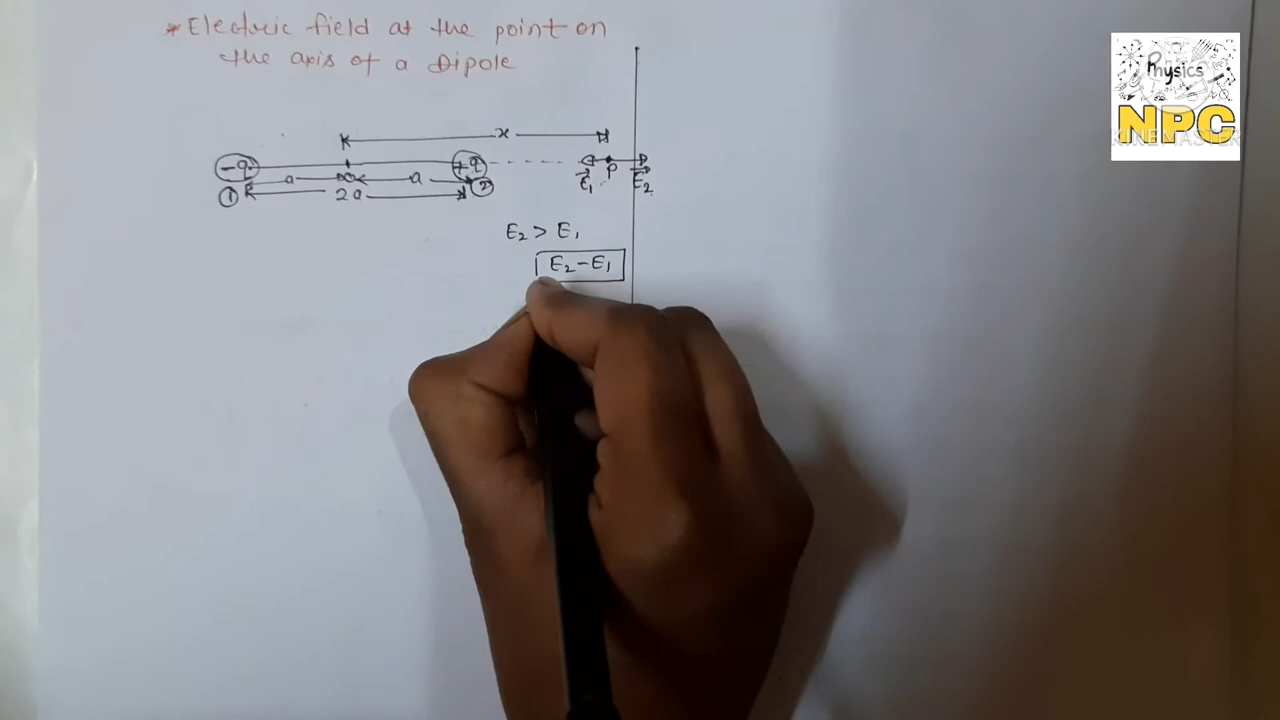 *Electric field at the point on
the axis of a Dipole
x
-q +q P
a O a E₁ E₂
① 2a ②
E₂ > E₁
E₂ - E₁
Physics
NPC
KINEMASTER